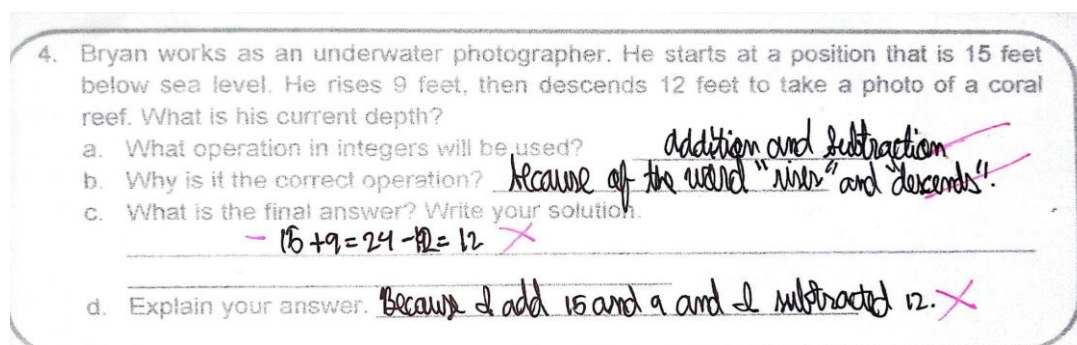 4. Bryan works as an underwater photographer. He starts at a position that is 15 feet
below sea level. He rises 9 feet, then descends 12 feet to take a photo of a coral
reef. What is his current depth?
a. What operation in integers will be used? addition and subtraction
b. Why is it the correct operation? because of the word "rises" and "descends".
c. What is the final answer? Write your solution.
- 15 +9=24 -12= 12
d. Explain your answer. Because I add 15 and 9 and I subtracted 12.